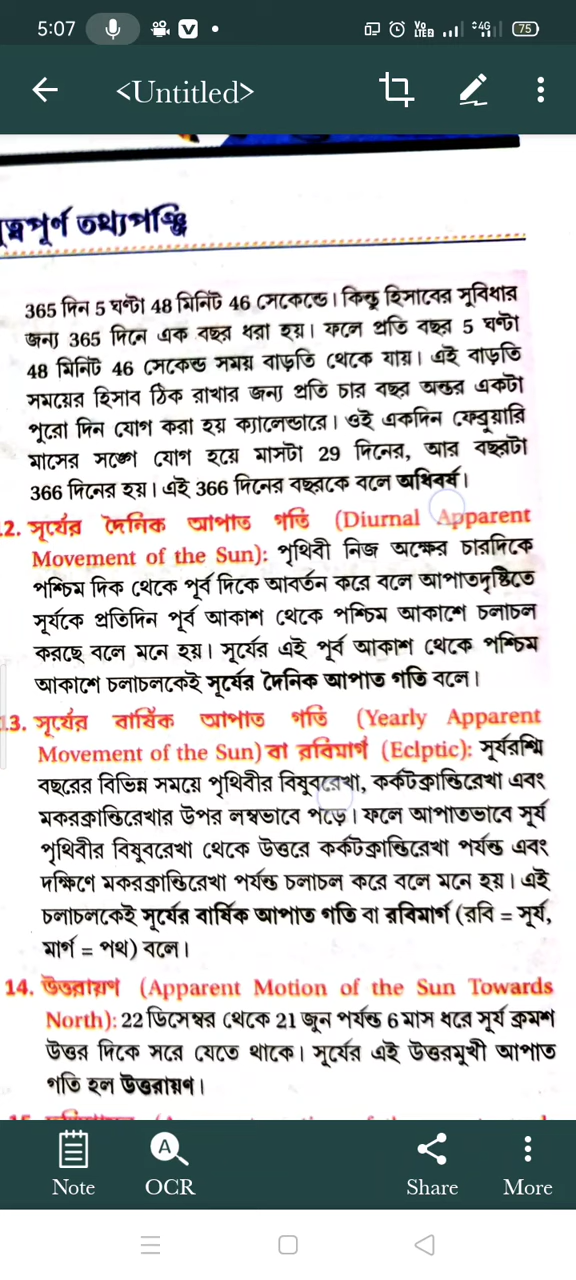 5:07
VoLTE2 4G 75
<Untitled>
ত্বপূর্ণ তথ্যপঞ্জি
365 দিন 5 ঘণ্টা 48 মিনিট 46 সেকেন্ডে। কিন্তু হিসাবের সুবিধার
জন্য 365 দিনে এক বছর ধরা হয়। ফলে প্রতি বছর 5 ঘণ্টা
48 মিনিট 46 সেকেন্ড সময় বাড়তি থেকে যায়। এই বাড়তি
সময়ের হিসাব ঠিক রাখার জন্য প্রতি চার বছর অন্তর একটা
পুরো দিন যোগ করা হয় ক্যালেন্ডারে। ওই একদিন ফেব্রুয়ারি
মাসের সঙ্গে যোগ হয়ে মাসটা 29 দিনের, আর বছরটা
366 দিনের হয়। এই 366 দিনের বছরকে বলে অধিবর্ষ।
12. সূর্যের দৈনিক আপাত গতি (Diurnal Apparent
Movement of the Sun): পৃথিবী নিজ অক্ষের চারদিকে
পশ্চিম দিক থেকে পূর্ব দিকে আবর্তন করে বলে আপাতদৃষ্টিতে
সূর্যকে প্রতিদিন পূর্ব আকাশ থেকে পশ্চিম আকাশে চলাচল
করছে বলে মনে হয়। সূর্যের এই পূর্ব আকাশ থেকে পশ্চিম
আকাশে চলাচলকেই সূর্যের দৈনিক আপাত গতি বলে।
13. সূর্যের বার্ষিক আপাত গতি (Yearly Apparent
Movement of the Sun) বা রবিমার্গ (Eclptic): সূর্যরশ্মি
বছরের বিভিন্ন সময়ে পৃথিবীর বিষুবরেখা, কর্কটক্রান্তিরেখা এবং
মকরক্রান্তিরেখার উপর লম্বভাবে পড়ে। ফলে আপাতভাবে সূর্য
পৃথিবীর বিষুবরেখা থেকে উত্তরে কর্কটক্রান্তিরেখা পর্যন্ত এবং
দক্ষিণে মকরক্রান্তিরেখা পর্যন্ত চলাচল করে বলে মনে হয়। এই
চলাচলকেই সূর্যের বার্ষিক আপাত গতি বা রবিমার্গ (রবি = সূর্য,
মার্গ = পথ) বলে।
14. উত্তরায়ণ (Apparent Motion of the Sun Towards
North): 22 ডিসেম্বর থেকে 21 জুন পর্যন্ত 6 মাস ধরে সূর্য ক্রমশ
উত্তর দিকে সরে যেতে থাকে। সূর্যের এই উত্তরমুখী আপাত
গতি হল উত্তরায়ণ।
Note OCR Share More